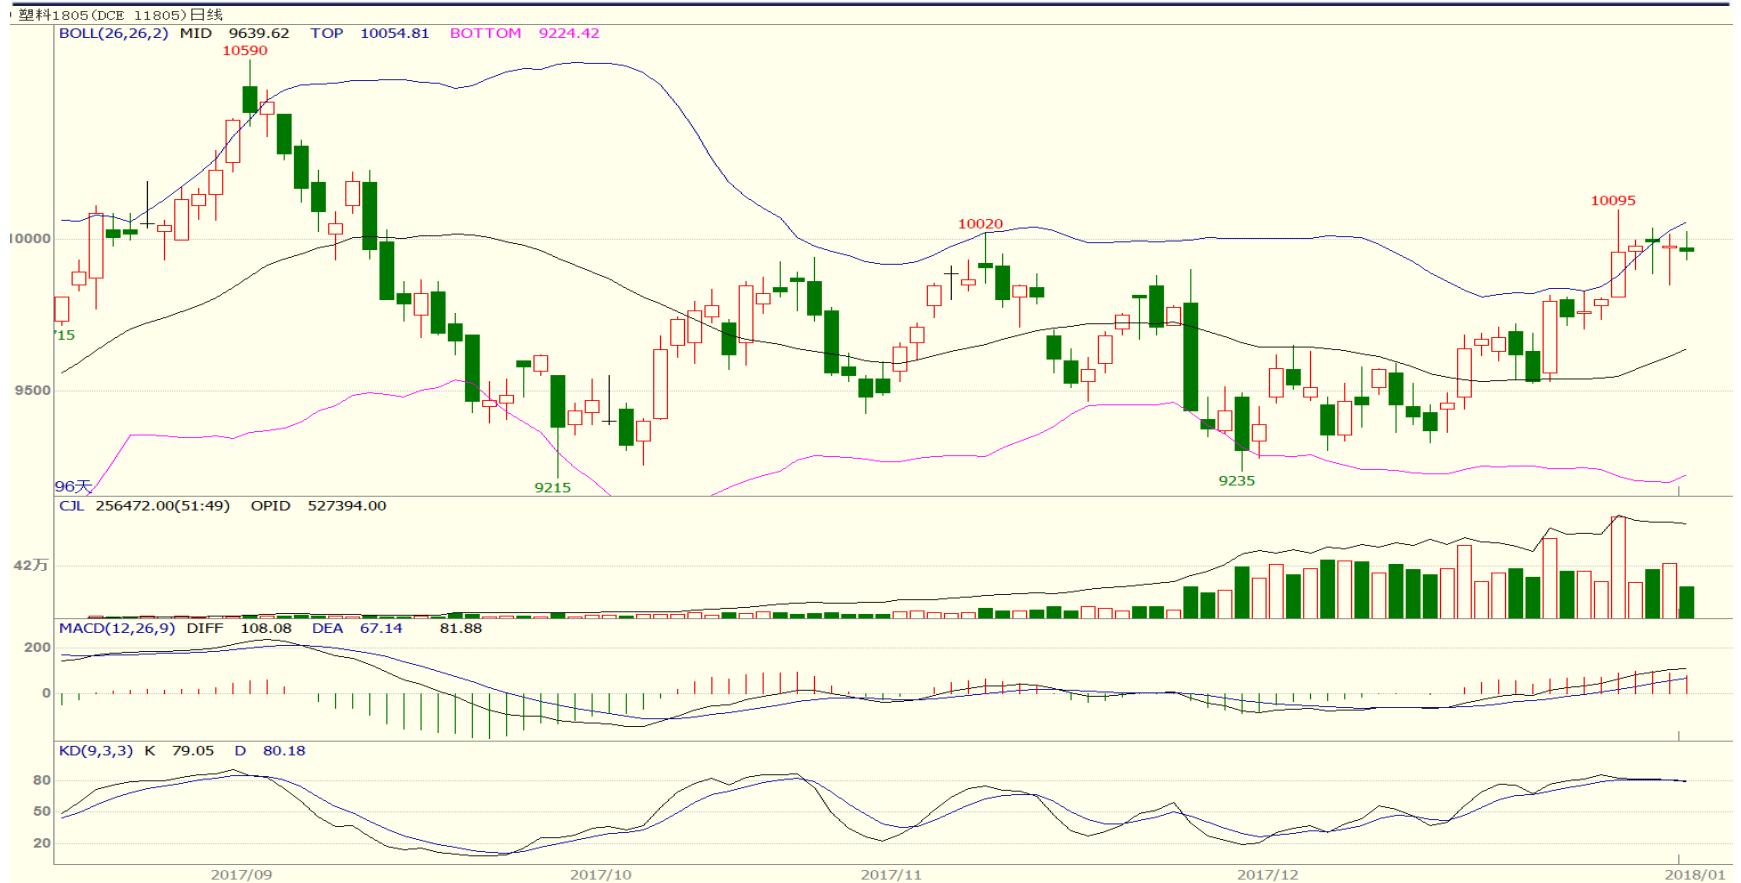 塑料1805(DCE l1805)日线
BOLL(26,26,2) MID 9639.62 TOP 10054.81 BOTTOM 9224.42
10590
10095
10020
10000
715
9500
9215
9235
96天
CJL 256472.00(51:49) OPID 527394.00
42万
MACD(12,26,9) DIFF 108.08 DEA 67.14 81.88
200
0
KD(9,3,3) K 79.05 D 80.18
80
50
20
2017/09 2017/10 2017/11 2017/12 2018/01